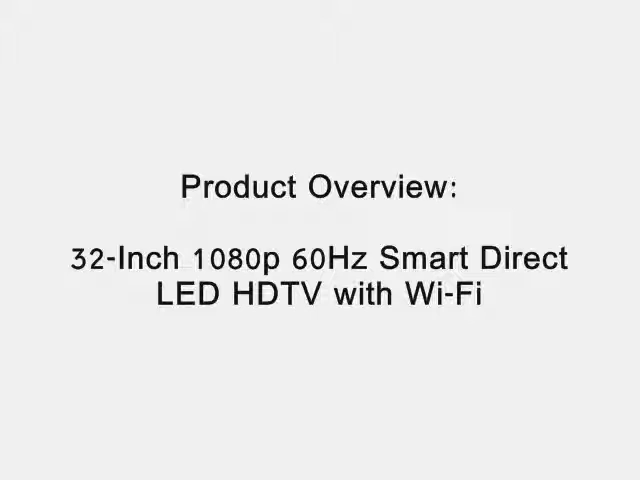 Product Overview:
32-Inch 1080p 60Hz Smart Direct
LED HDTV with Wi-Fi